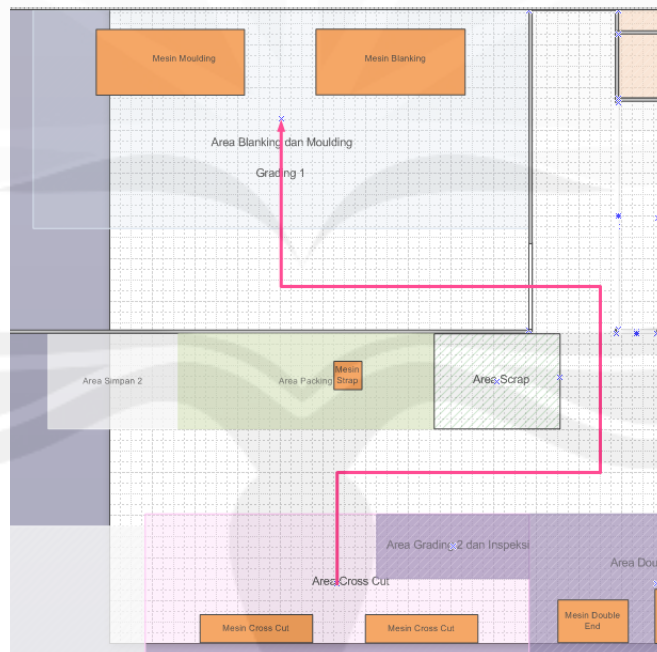 Mesin Moulding
Mesin Blanking
Area Blanking dan Moulding
Grading 1
Area Simpan 2
Area Packing
Mesin
Strap
Area Scrap
Area Grading 2 dan Inspeksi
Area Dou
Area Cross Cut
Mesin Cross Cut
Mesin Cross Cut
Mesin Double
End